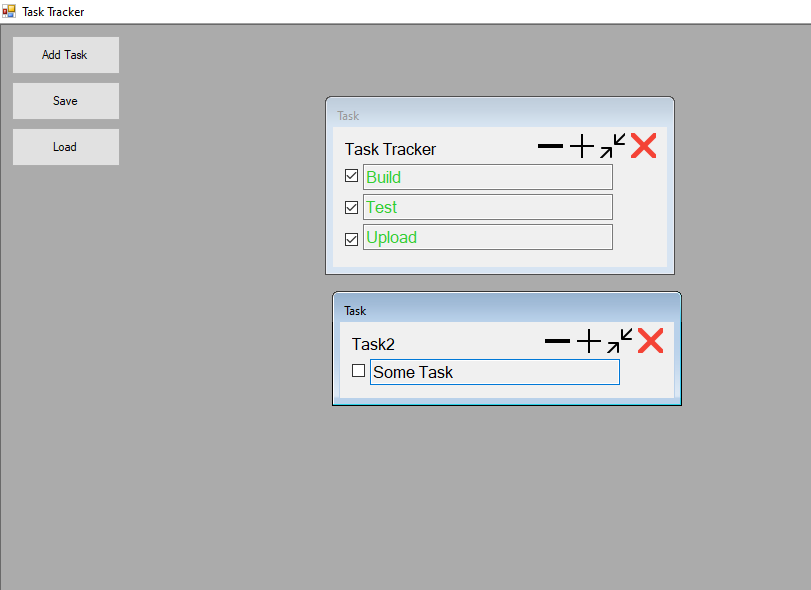 Task Tracker
Add Task
Save
Load
Task
Task Tracker
Build
Test
Upload
Task
Task2
Some Task